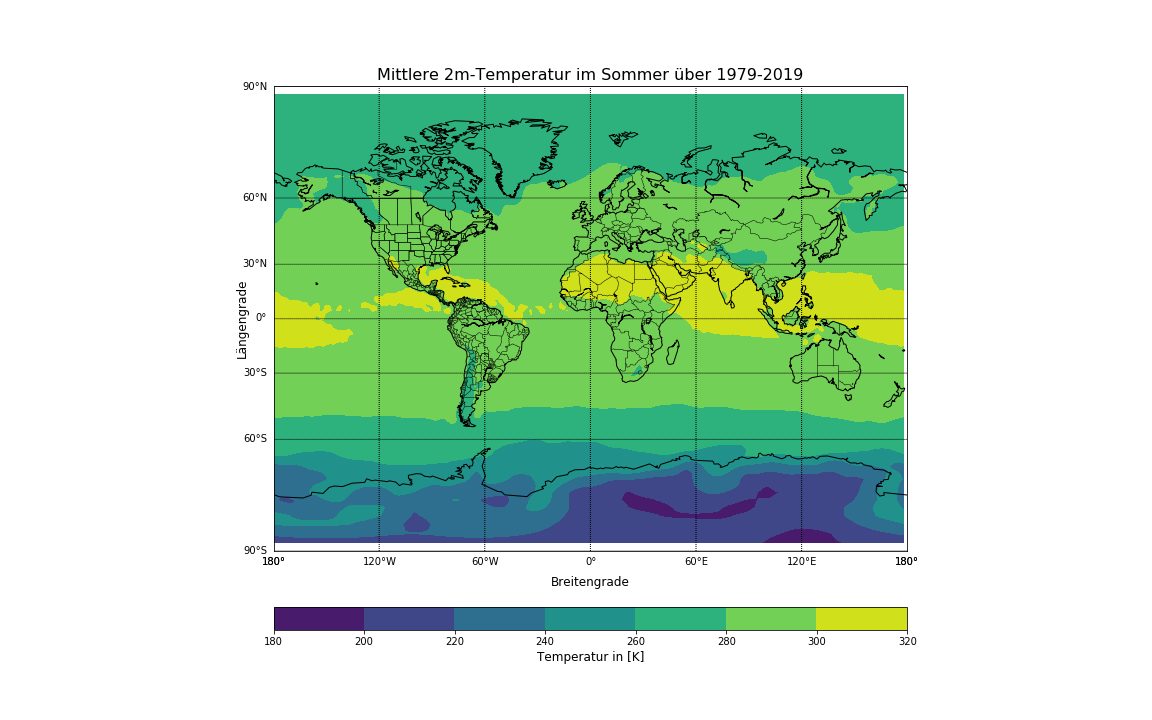 Mittlere 2m-Temperatur im Sommer über 1979-2019
90°N
60°N
30°N
0°
30°S
60°S
90°S
Längengrade
180° 120°W 60°W 0° 60°E 120°E 180°
Breitengrade
180 200 220 240 260 280 300 320
Temperatur in [K]